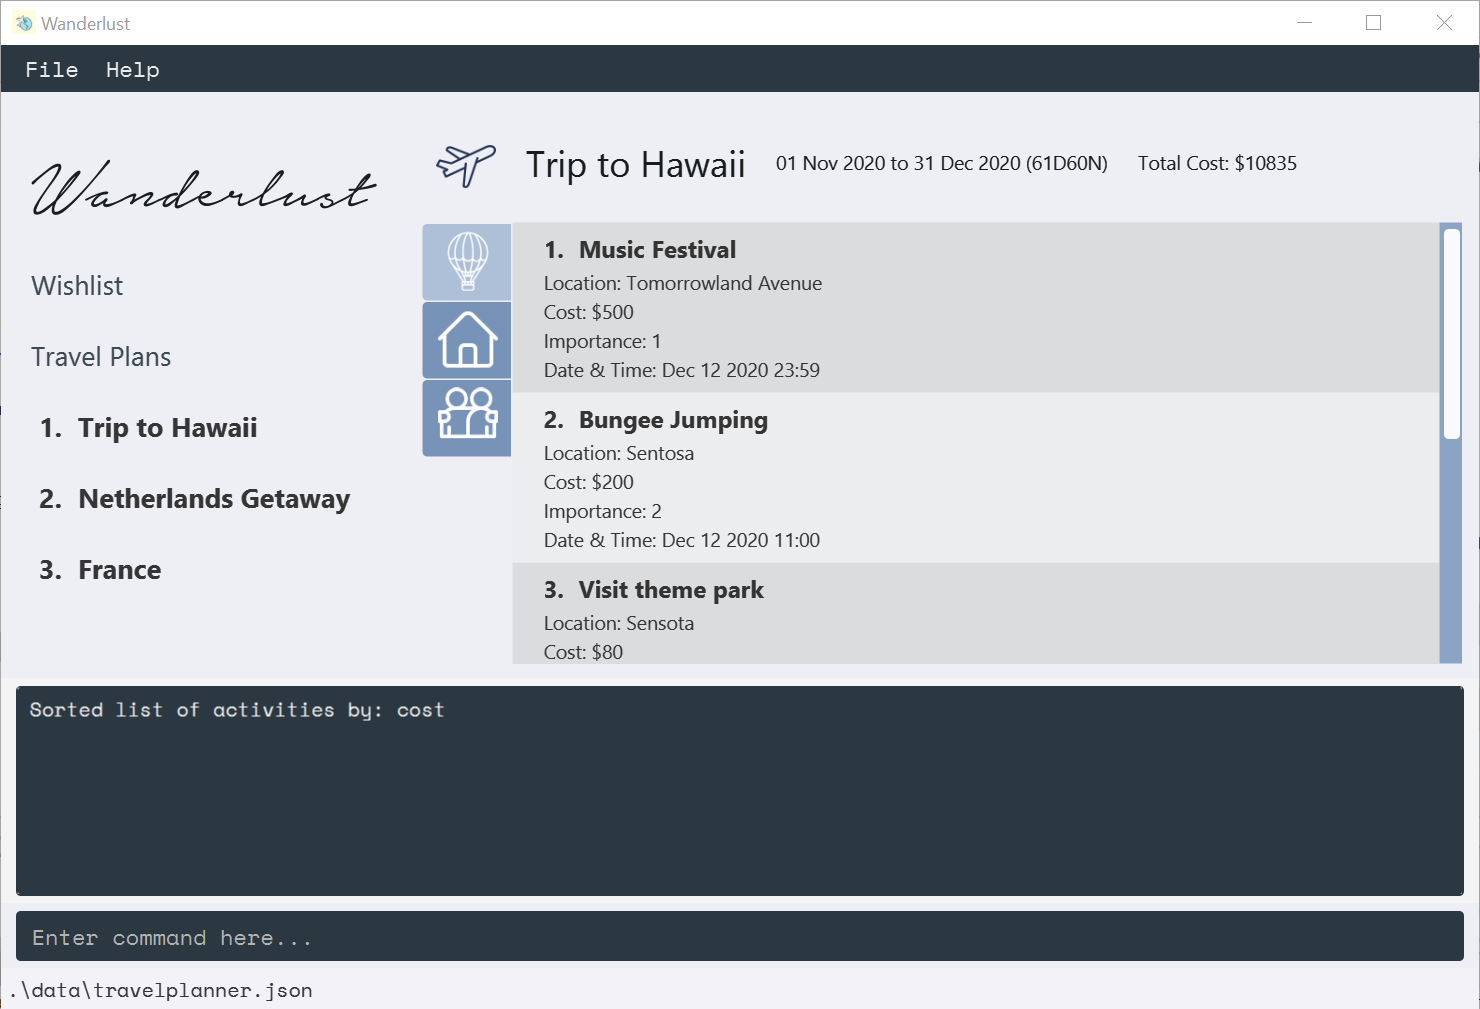 Wanderlust
File Help
Wanderlust
Wishlist
Travel Plans
1. Trip to Hawaii
2. Netherlands Getaway
3. France
Trip to Hawaii 01 Nov 2020 to 31 Dec 2020 (61D60N) Total Cost: $10835
1. Music Festival
Location: Tomorrowland Avenue
Cost: $500
Importance: 1
Date & Time: Dec 12 2020 23:59
2. Bungee Jumping
Location: Sentosa
Cost: $200
Importance: 2
Date & Time: Dec 12 2020 11:00
3. Visit theme park
Location: Sensota
Cost: $80
Sorted list of activities by: cost
Enter command here...
.\data\travelplanner.json